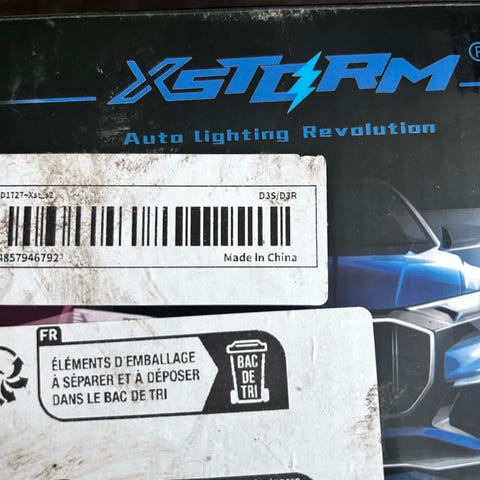 XSTORM®
Auto Lighting Revolution
D3S/D3R
4857946792
Made In China
FR
ÉLÉMENTS D'EMBALLAGE
À SÉPARER ET À DÉPOSER
DANS LE BAC DE TRI
BAC
DE
TRI